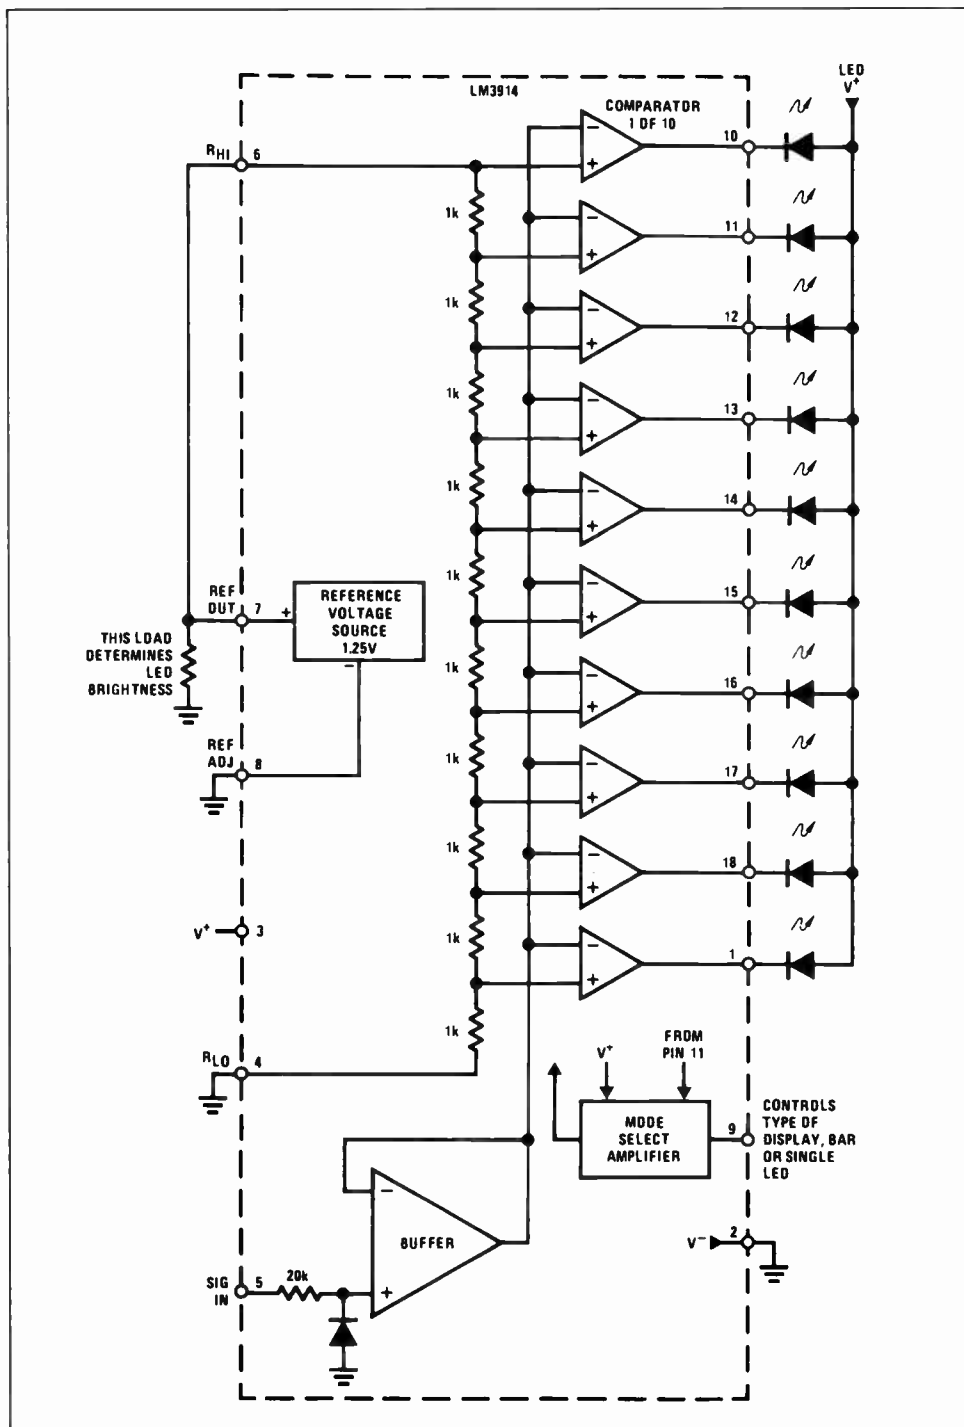 LM3914
LED
V+
COMPARATOR
1 OF 10
RHI
6
10
1k
11
1k
12
1k
13
1k
14
1k
15
REF
OUT
7
+
REFERENCE
VOLTAGE
SOURCE
1.25V
−
THIS LOAD
DETERMINES
LED
BRIGHTNESS
1k
16
REF
ADJ
8
1k
17
1k
18
V+
3
1k
1
1k
RLO
4
V+
FROM
PIN 11
MODE
SELECT
AMPLIFIER
9
CONTROLS
TYPE OF
DISPLAY, BAR
OR SINGLE
LED
−
BUFFER
+
V−
2
SIG
IN
5
20k